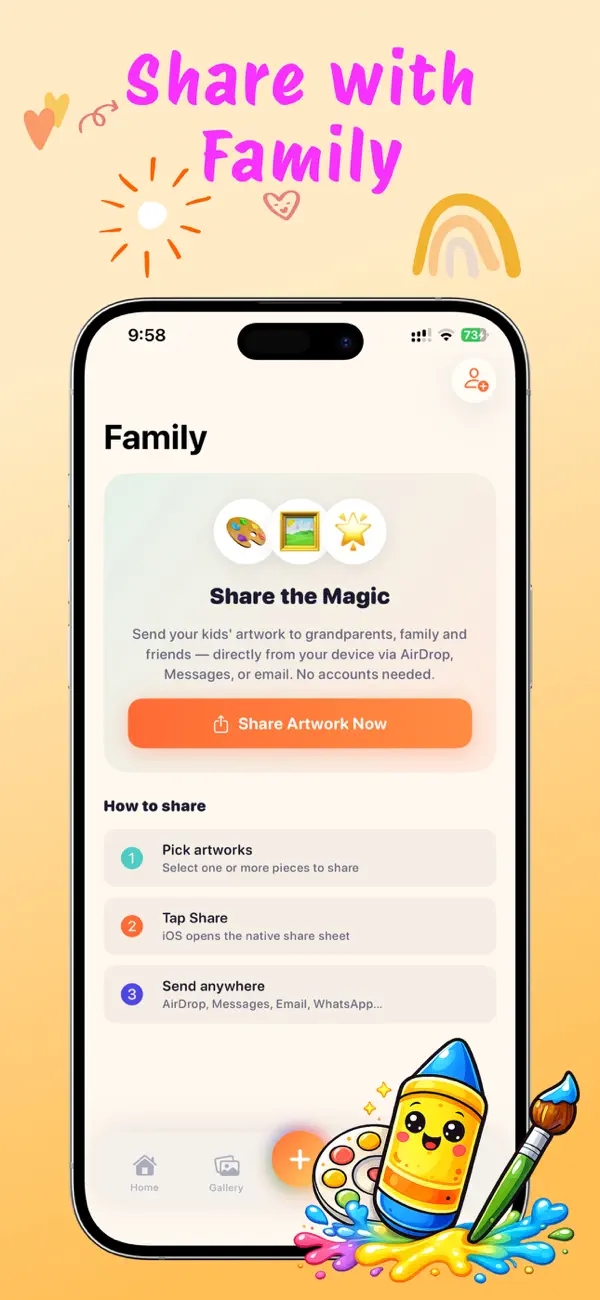 Share with
Family
9:58
73
Family
Share the Magic
Send your kids' artwork to grandparents, family and
friends — directly from your device via AirDrop,
Messages, or email. No accounts needed.
Share Artwork Now
How to share
1
Pick artworks
Select one or more pieces to share
2
Tap Share
iOS opens the native share sheet
3
Send anywhere
AirDrop, Messages, Email, WhatsApp...
Home
Gallery